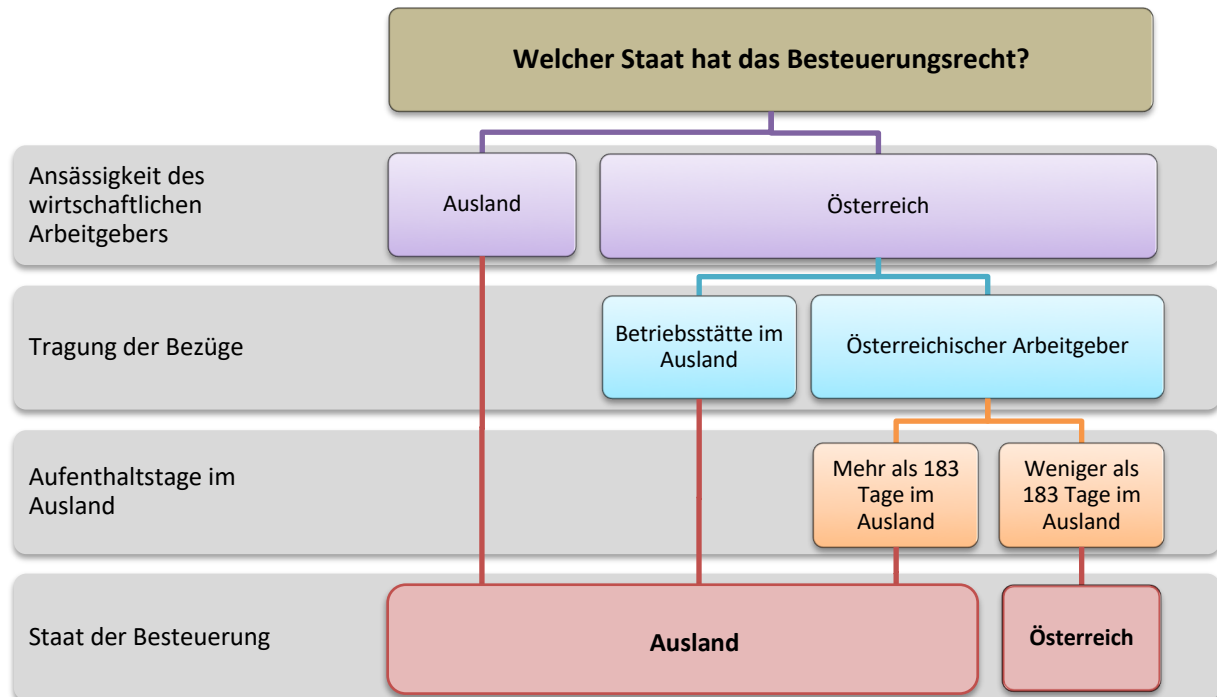 Welcher Staat hat das Besteuerungsrecht?
Ansässigkeit des
wirtschaftlichen
Arbeitgebers
Ausland
Österreich
Tragung der Bezüge
Betriebsstätte im
Ausland
Österreichischer Arbeitgeber
Aufenthaltstage im
Ausland
Mehr als 183
Tage im
Ausland
Weniger als
183 Tage im
Ausland
Staat der Besteuerung
Ausland
Österreich